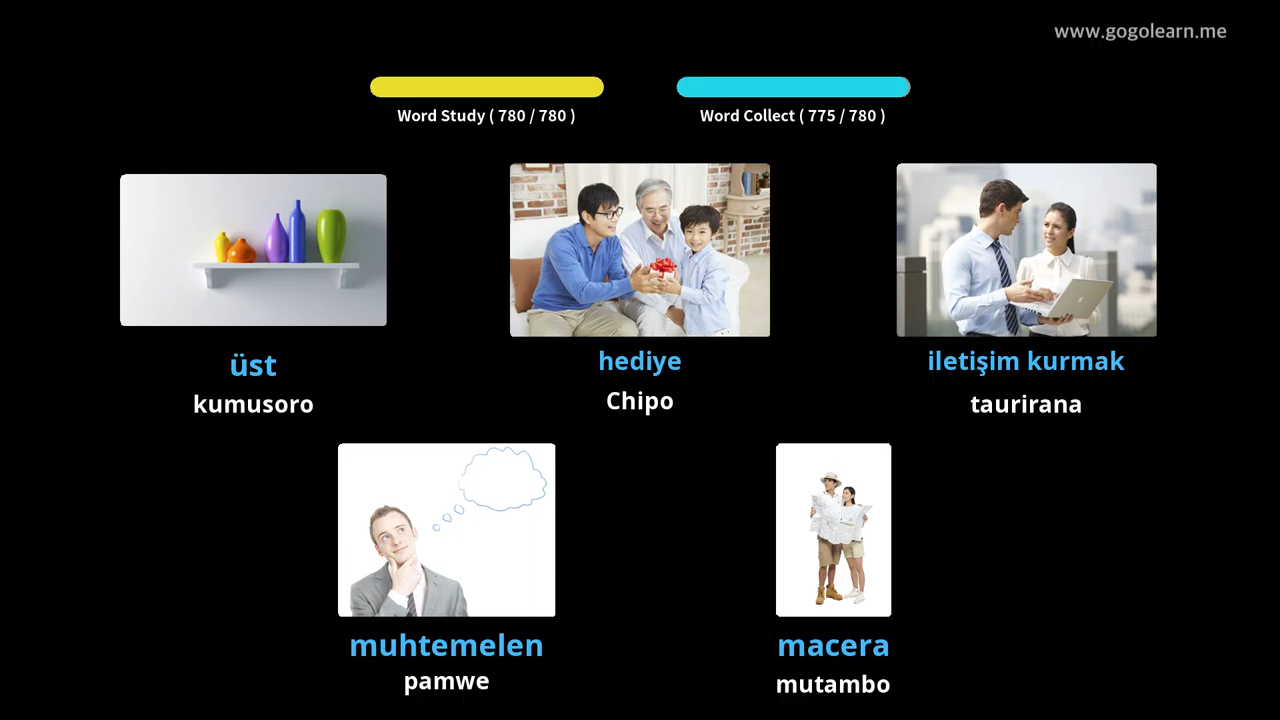 www.gogolearn.me
Word Study ( 780 / 780 )
Word Collect ( 775 / 780 )
üst
kumusoro
hediye
Chipo
iletişim kurmak
taurirana
muhtemelen
pamwe
macera
mutambo